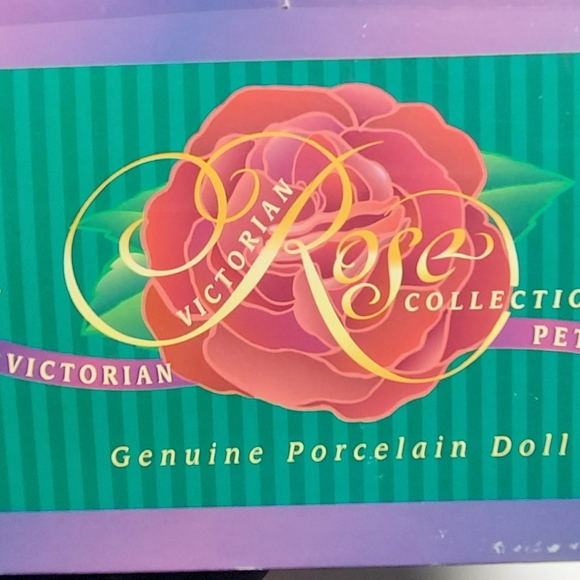 VICTORIAN
Rose
COLLECTIO
VICTORIAN
PET
Genuine Porcelain Doll